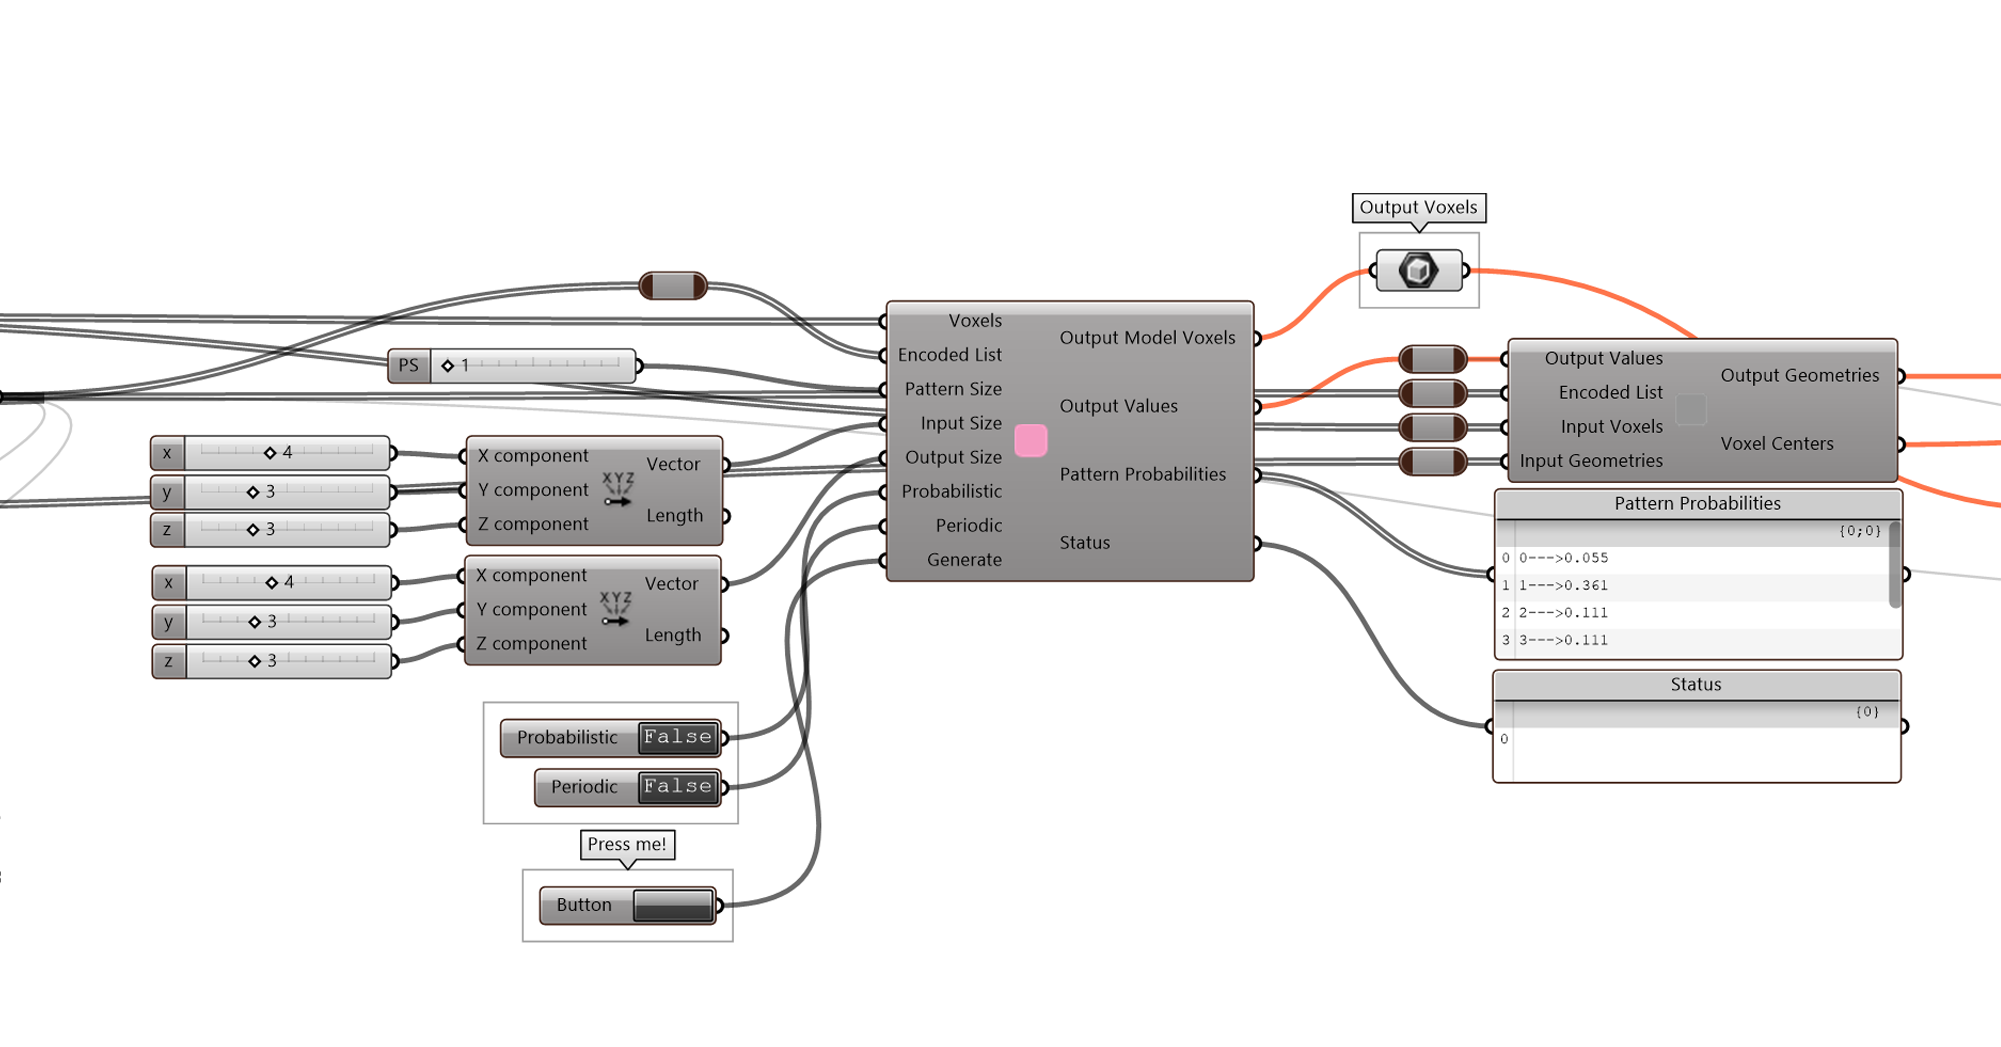 Output Voxels
PS 1
x 4
y 3
z 3
X component
Y component
Z component
XYZ
Vector
Length
x 4
y 3
z 3
X component
Y component
Z component
XYZ
Vector
Length
Probabilistic False
Periodic False
Press me!
Button
Voxels
Encoded List
Pattern Size
Input Size
Output Size
Probabilistic
Periodic
Generate
Output Model Voxels
Output Values
Pattern Probabilities
Status
Output Values
Encoded List
Input Voxels
Input Geometries
Output Geometries
Voxel Centers
Pattern Probabilities
{0;0}
0 0--->0.055
1 1--->0.361
2 2--->0.111
3 3--->0.111
Status
{0}
0